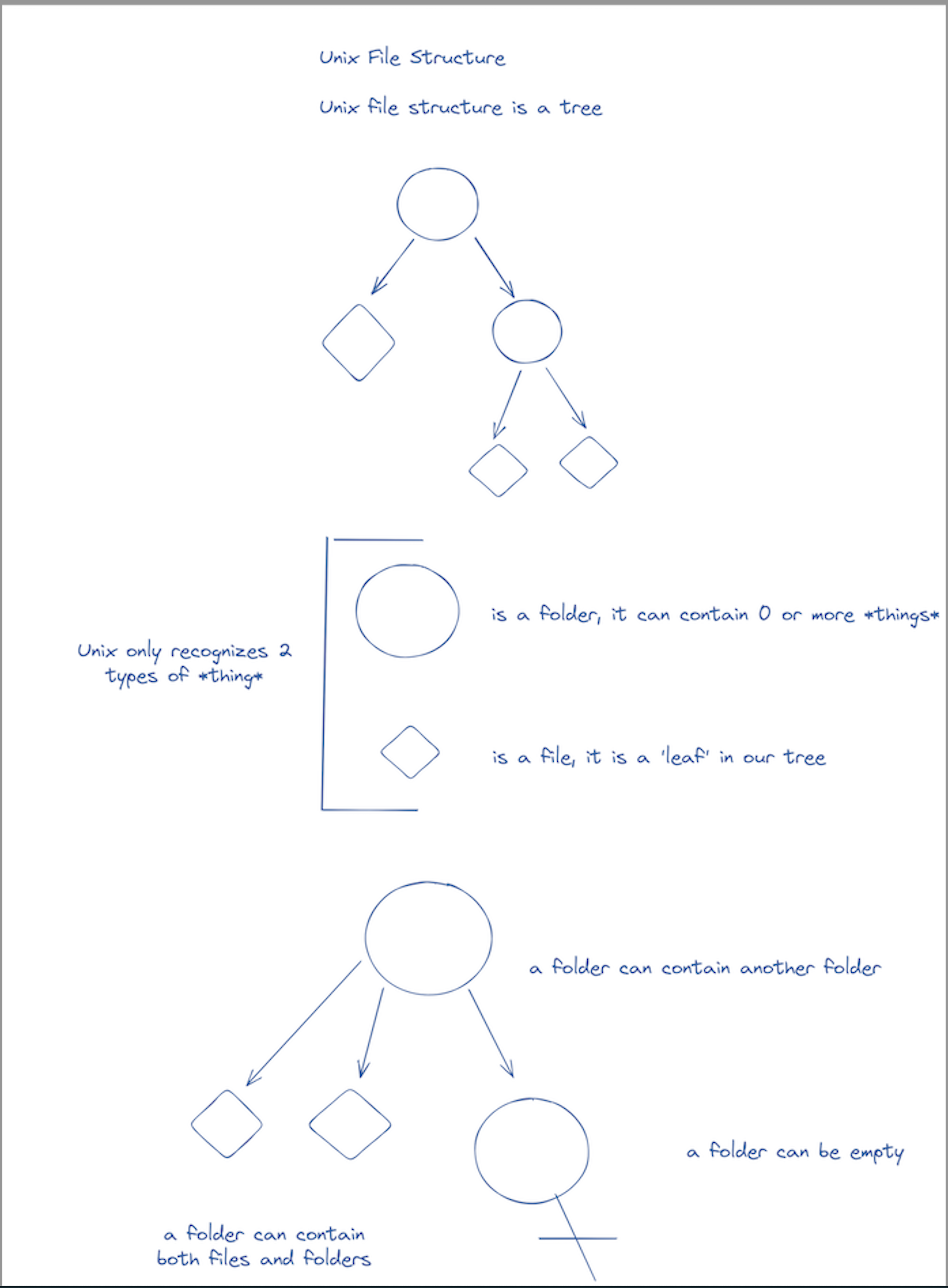 Unix File Structure
Unix file structure is a tree
is a folder, it can contain 0 or more *things*
Unix only recognizes 2
types of *thing*
is a file, it is a 'leaf' in our tree
a folder can contain another folder
a folder can be empty
a folder can contain
both files and folders